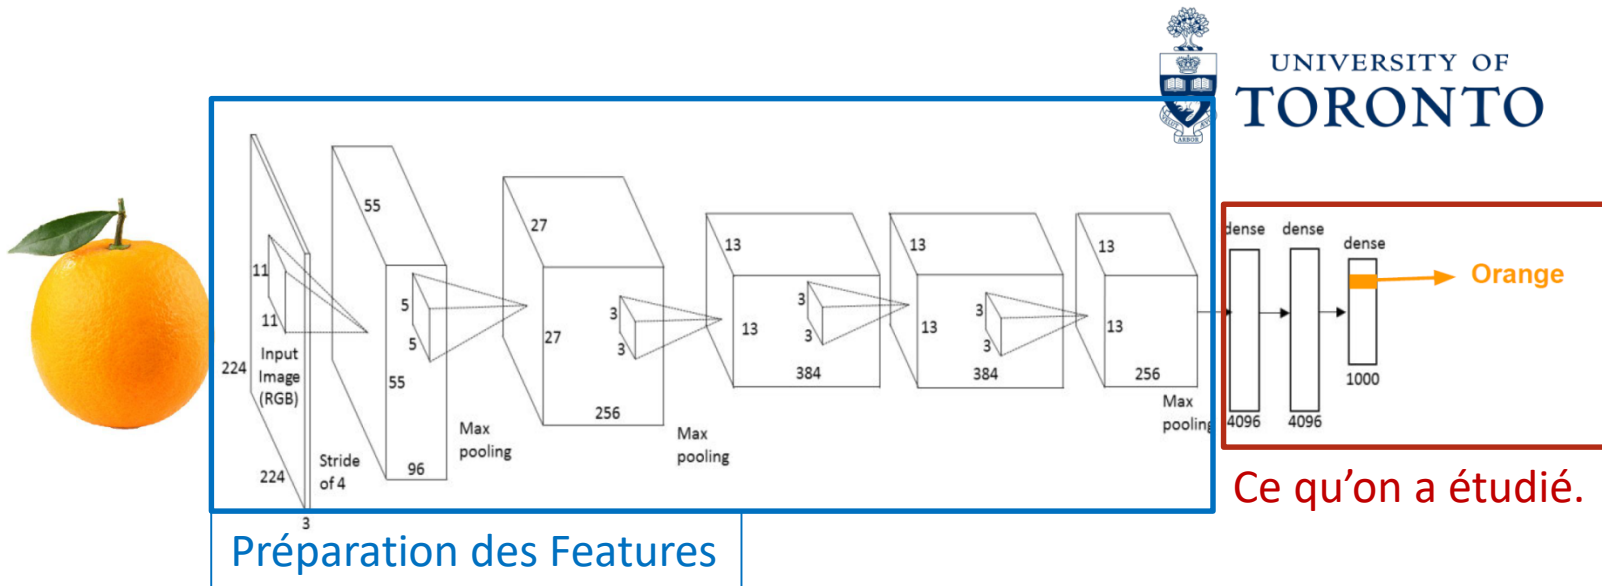 UNIVERSITY OF
TORONTO
VELUT
ÆVO
ARBOR
55
55
96
11
11
224
224
3
Input
Image
(RGB)
Stride
of 4
5
5
Max
pooling
27
27
256
3
3
Max
pooling
13
13
384
3
3
13
13
384
3
3
13
13
256
Max
pooling
dense
4096
dense
4096
dense
1000
Orange
Ce qu’on a étudié.
Préparation des Features